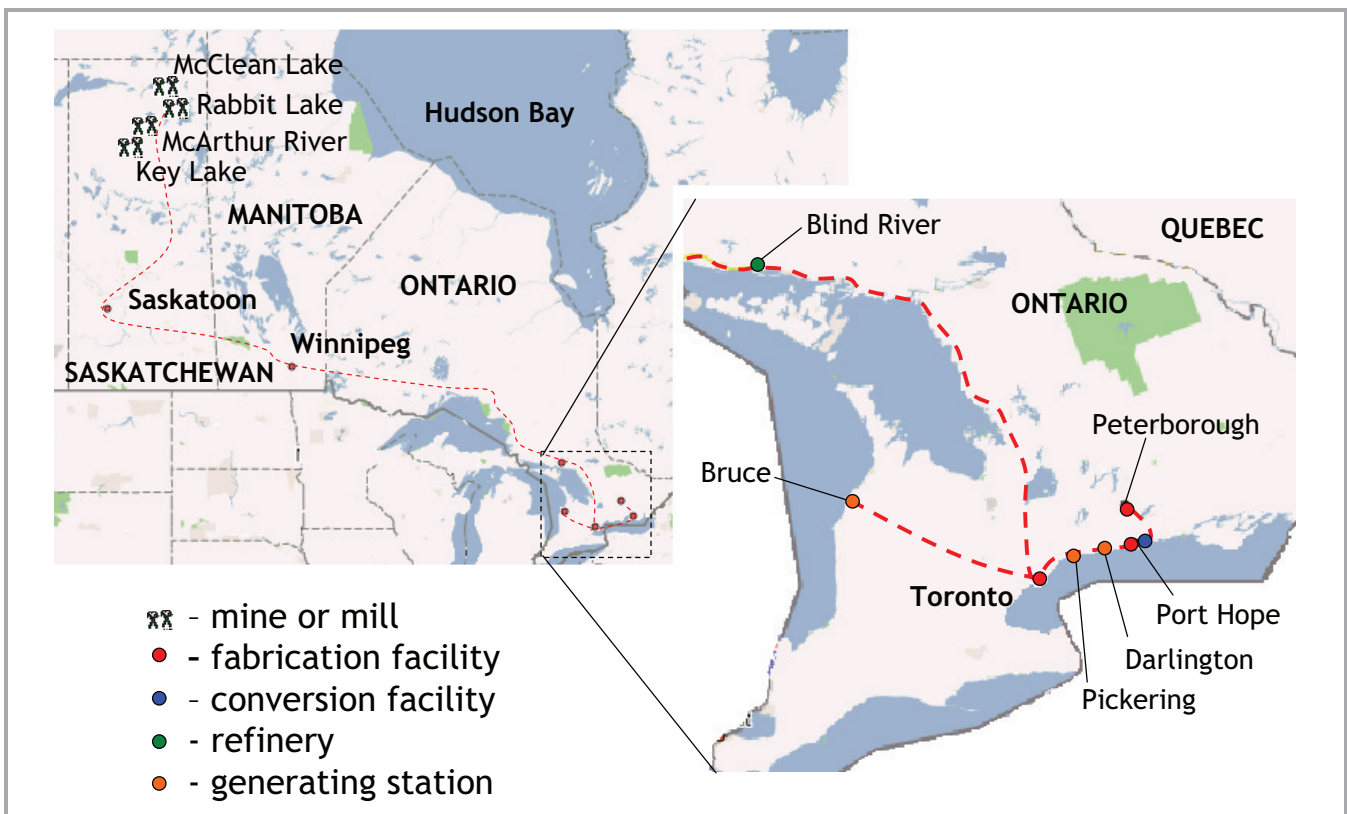 McClean Lake
Rabbit Lake
McArthur River
Key Lake
Hudson Bay
MANITOBA
ONTARIO
Saskatoon
Winnipeg
SASKATCHEWAN
Blind River
QUEBEC
ONTARIO
Peterborough
Bruce
Toronto
Port Hope
Darlington
Pickering
- mine or mill
- fabrication facility
- conversion facility
- refinery
- generating station